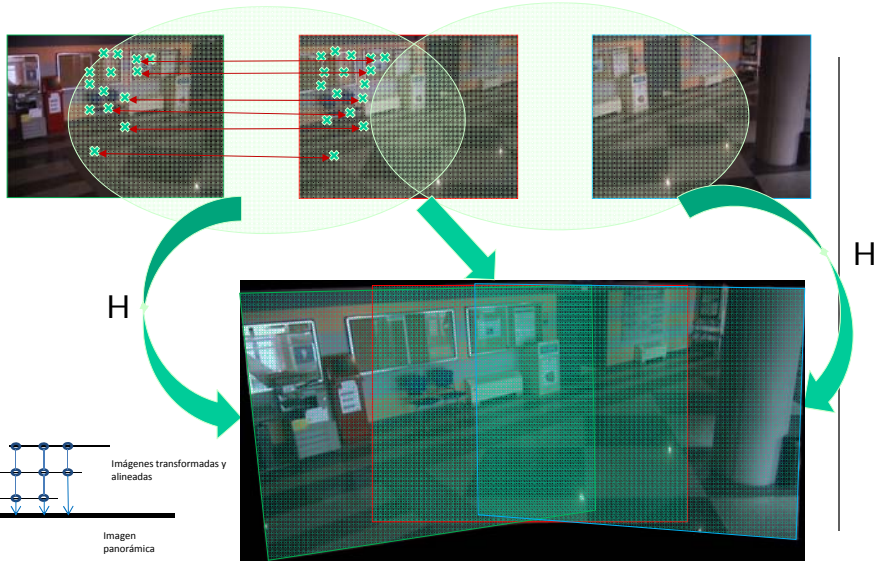 H
H
Imágenes transformadas y
alineadas
Imagen
panorámica